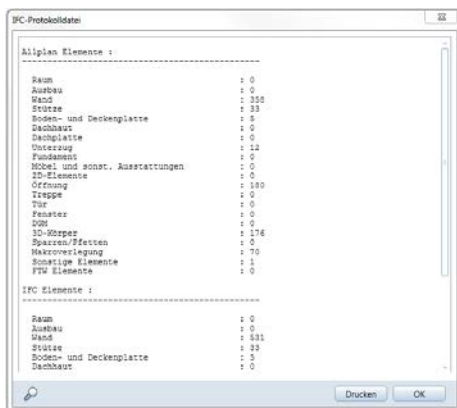 IFC-Protokolldatei
Allplan Elemente :
--------------------------------------------------
Raum : 0
Ausbau : 0
Wand : 358
Stütze : 33
Boden- und Deckenplatte : 5
Dachhaut : 0
Dachplatte : 0
Unterzug : 12
Fundament : 0
Möbel und sonst. Ausstattungen : 0
2D-Elemente : 0
Öffnung : 180
Treppe : 0
Tür : 0
Fenster : 0
DGM : 0
3D-Körper : 176
Sparren/Pfetten : 0
Makroverlegung : 70
Sonstige Elemente : 1
FTW Elemente : 0
IFC Elemente :
--------------------------------------------------
Raum : 0
Ausbau : 0
Wand : 531
Stütze : 33
Boden- und Deckenplatte : 5
Dachhaut : 0
Drucken OK